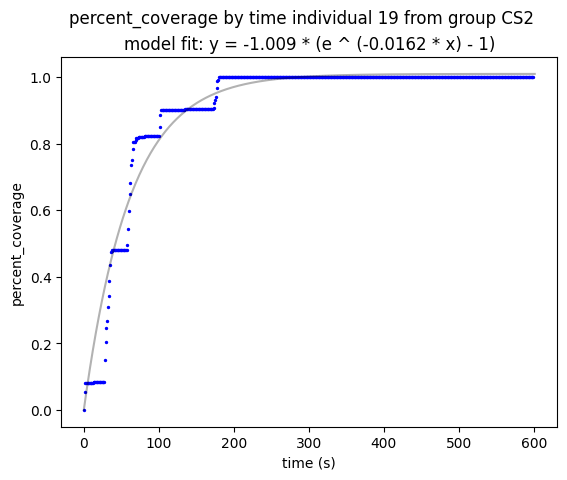 percent_coverage by time individual 19 from group CS2
model fit: y = -1.009 * (e ^ (-0.0162 * x) - 1)
1.0
0.8
0.6
0.4
0.2
0.0
percent_coverage
0 100 200 300 400 500 600
time (s)